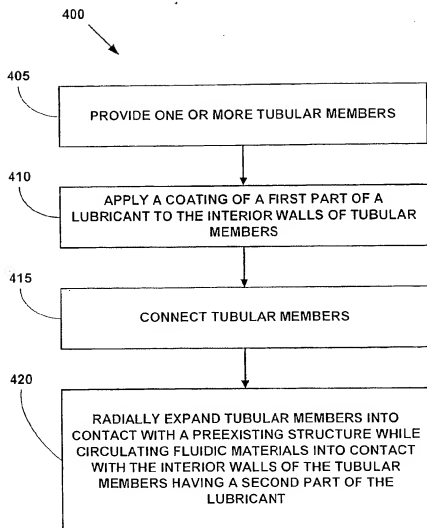 400
405
PROVIDE ONE OR MORE TUBULAR MEMBERS
410
APPLY A COATING OF A FIRST PART OF A
LUBRICANT TO THE INTERIOR WALLS OF TUBULAR
MEMBERS
415
CONNECT TUBULAR MEMBERS
420
RADIALLY EXPAND TUBULAR MEMBERS INTO
CONTACT WITH A PREEXISTING STRUCTURE WHILE
CIRCULATING FLUIDIC MATERIALS INTO CONTACT
WITH THE INTERIOR WALLS OF THE TUBULAR
MEMBERS HAVING A SECOND PART OF THE
LUBRICANT